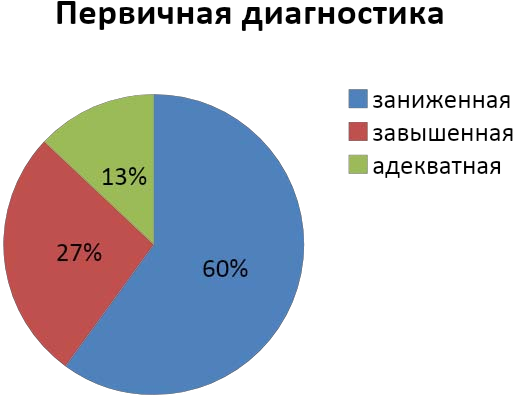 Первичная диагностика
заниженная
завышенная
адекватная
13%
27%
60%